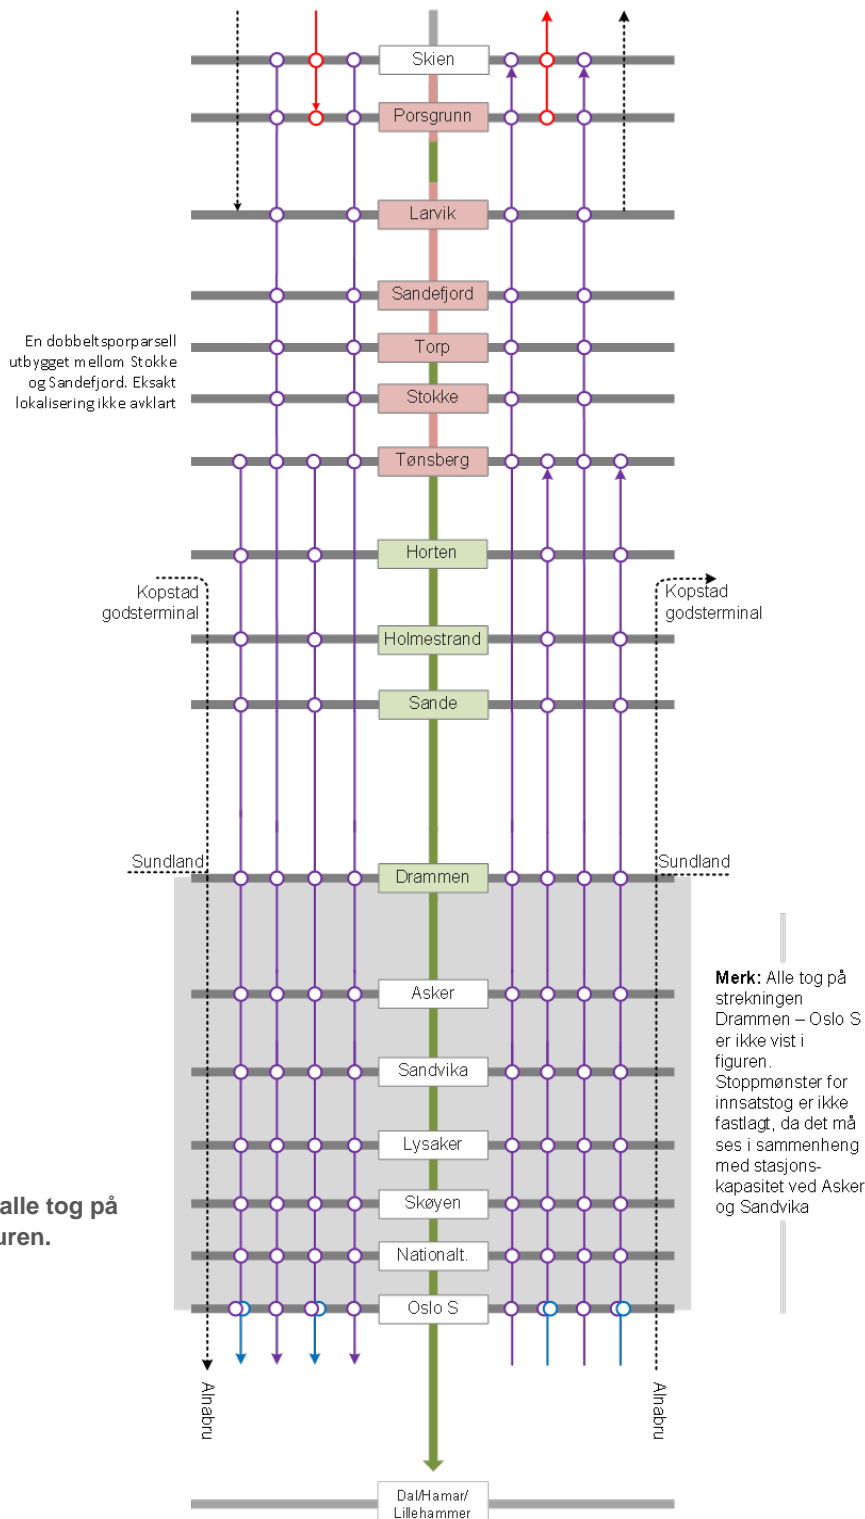 Skien
Porsgrunn
Larvik
Sandefjord
En dobbeltsporparsell
utbygget mellom Stokke
og Sandefjord. Eksakt
lokalisering ikke avklart
Torp
Stokke
Tønsberg
Horten
Kopstad
godsterminal
Kopstad
godsterminal
Holmestrand
Sande
Sundland
Drammen
Sundland
Asker
Sandvika
Lysaker
Skøyen
Nationalt.
Oslo S
Merk: Alle tog på
strekningen
Drammen – Oslo S
er ikke vist i
figuren.
Stoppmønster for
innsatstog er ikke
fastlagt, da det må
ses i sammenheng
med stasjons-
kapasitet ved Asker
og Sandvika
alle tog på
uren.
Alnabru
Alnabru
Dal/Hamar/
Lillehammer